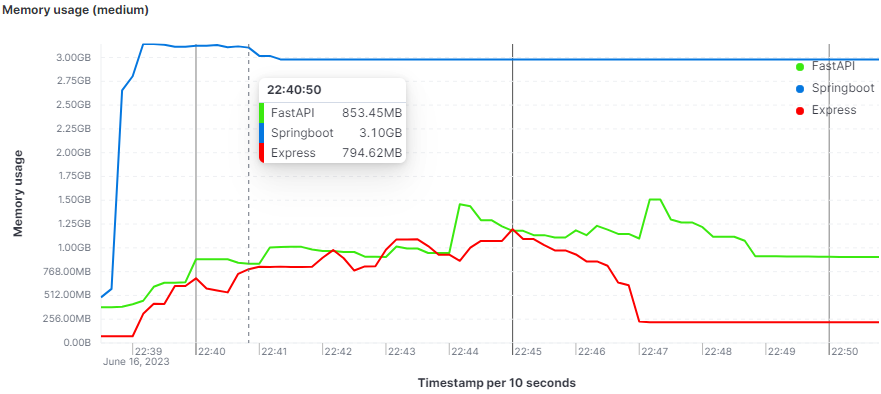 Memory usage (medium)
3.00GB
2.75GB
2.50GB
2.25GB
2.00GB
1.75GB
1.50GB
1.25GB
1.00GB
768.00MB
512.00MB
256.00MB
0.00B
Memory usage
22:40:50
FastAPI 853.45MB
Springboot 3.10GB
Express 794.62MB
FastAPI
Springboot
Express
22:39 22:40 22:41 22:42 22:43 22:44 22:45 22:46 22:47 22:48 22:49 22:50
June 16, 2023
Timestamp per 10 seconds